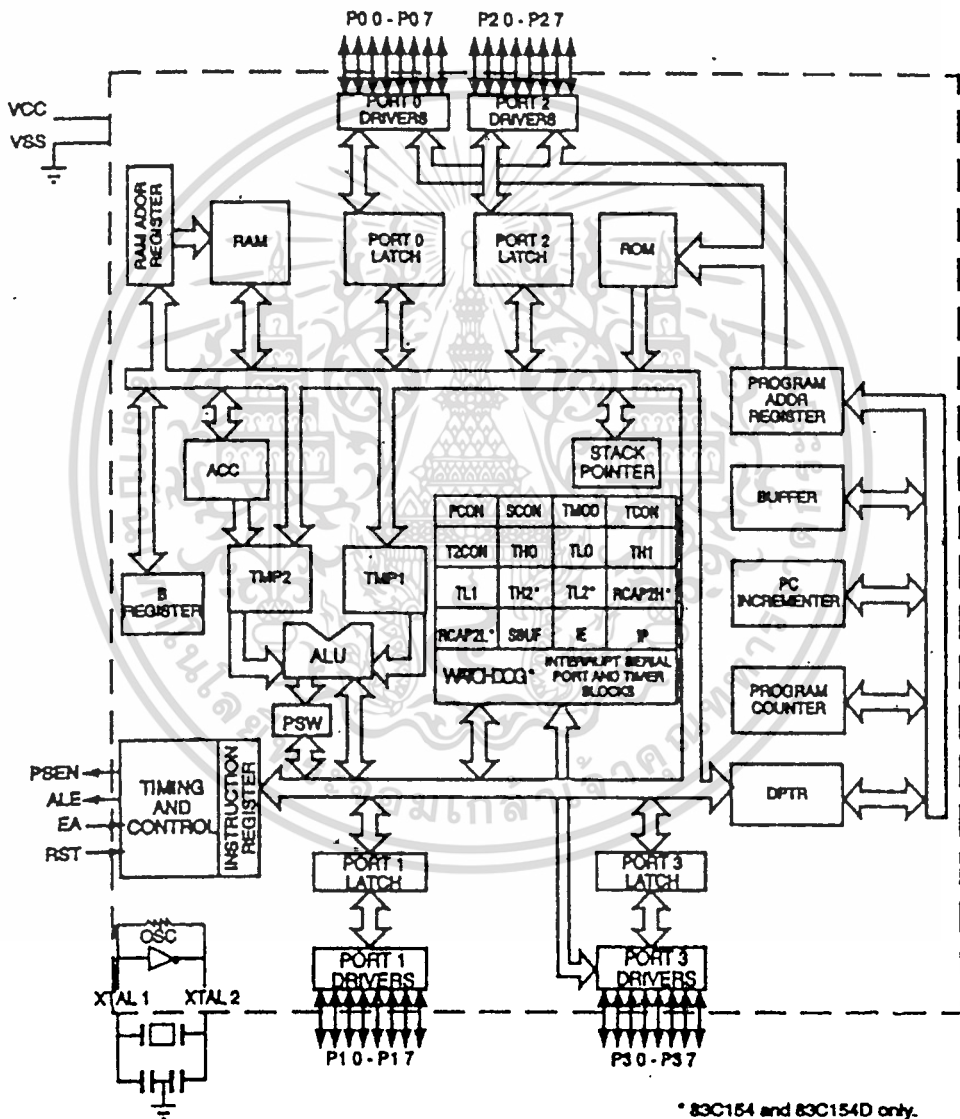 P00-P07 P20-P27
VCC
VSS
PORT 0
DRIVERS
PORT 2
DRIVERS
RAM ADDR
REGISTER
RAM
PORT 0
LATCH
PORT 2
LATCH
ROM
PROGRAM
ADDR
REGISTER
ACC
STACK
POINTER
BUFFER
PCON SCON TMOO TCON
T2CON TH0 TL0 TH1
TL1 TH2* TL2* RCAP2H*
RCAP2L* SBUF IE IP
WATCHDOG* INTERRUPT SERIAL
PORT AND TIMER
BLOCKS
B
REGISTER
TMP2 TMP1
ALU
PSW
PC
INCREMENTER
PROGRAM
COUNTER
DPTR
PSEN
ALE
EA
RST
TIMING
AND
CONTROL
INSTRUCTION
REGISTER
PORT 1
LATCH
PORT 3
LATCH
OSC
XTAL 1 XTAL 2
PORT 1
DRIVERS
PORT 3
DRIVERS
P10-P17 P30-P37
* 83C154 and 83C154D only.